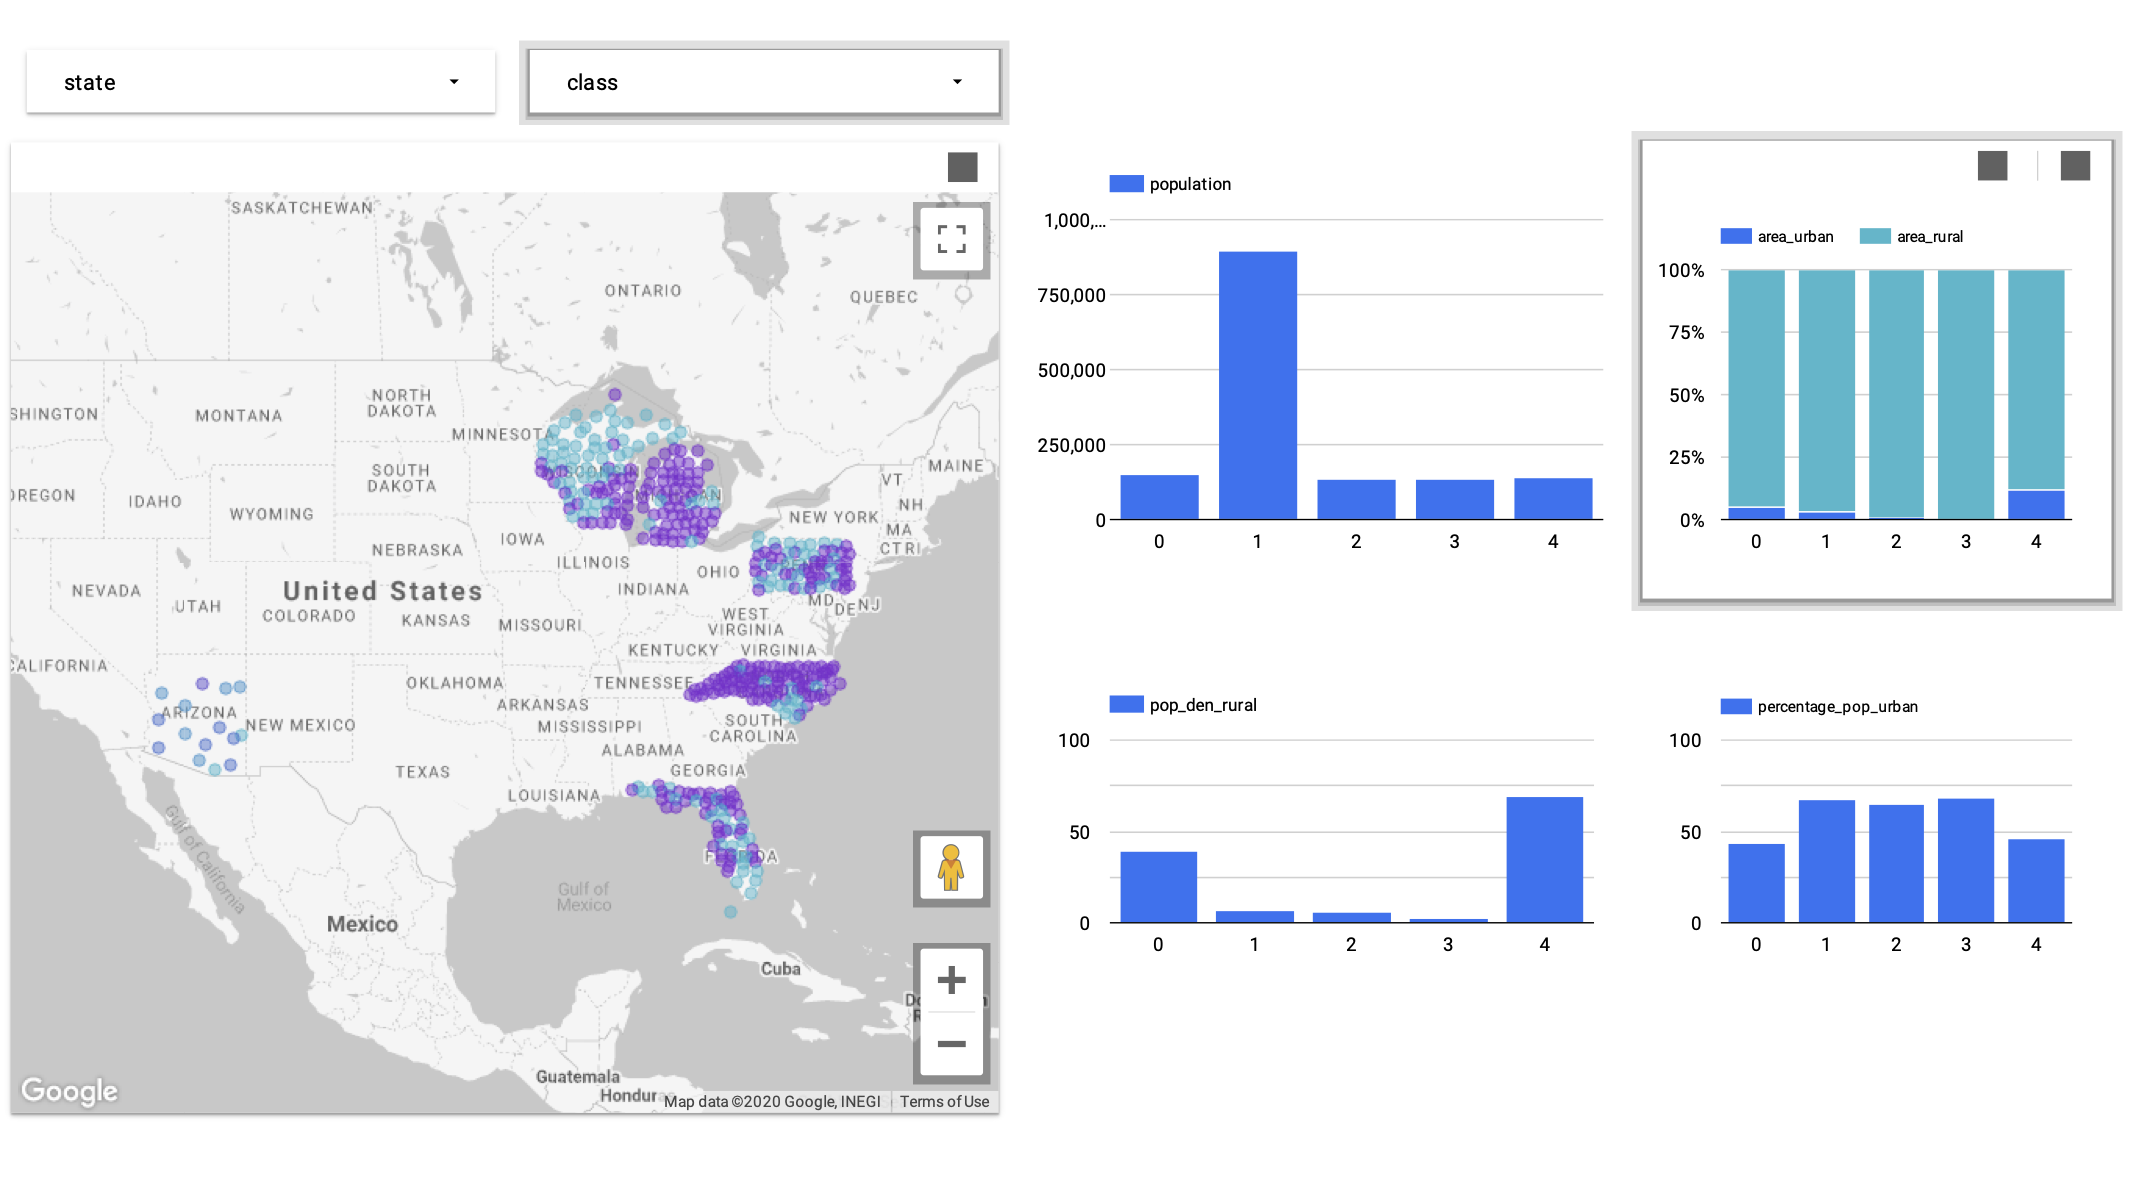 state
class
SASKATCHEWAN
ONTARIO
QUEBEC
NORTH
DAKOTA
SHINGTON
MONTANA
MINNESOTA
MAINE
SOUTH
DAKOTA
VT
OREGON
IDAHO
WYOMING
NH
NEW YORK
MA
IOWA
CT RI
NEBRASKA
ILLINOIS
OHIO
United States
NEVADA
INDIANA
UTAH
MD
DE
NJ
COLORADO
KANSAS
MISSOURI
WEST
VIRGINIA
KENTUCKY
VIRGINIA
CALIFORNIA
OKLAHOMA
TENNESSEE
ARKANSAS
ARIZONA
NEW MEXICO
MISSISSIPPI
SOUTH
CAROLINA
ALABAMA
GEORGIA
TEXAS
LOUISIANA
Gulf of California
Gulf of
Mexico
Mexico
Cuba
Guatemala
Hondur
Google
Map data ©2020 Google, INEGI
Terms of Use
population
1,000,...
750,000
500,000
250,000
0
0 1 2 3 4
area_urban area_rural
100%
75%
50%
25%
0%
0 1 2 3 4
pop_den_rural
100
50
0
0 1 2 3 4
percentage_pop_urban
100
50
0
0 1 2 3 4